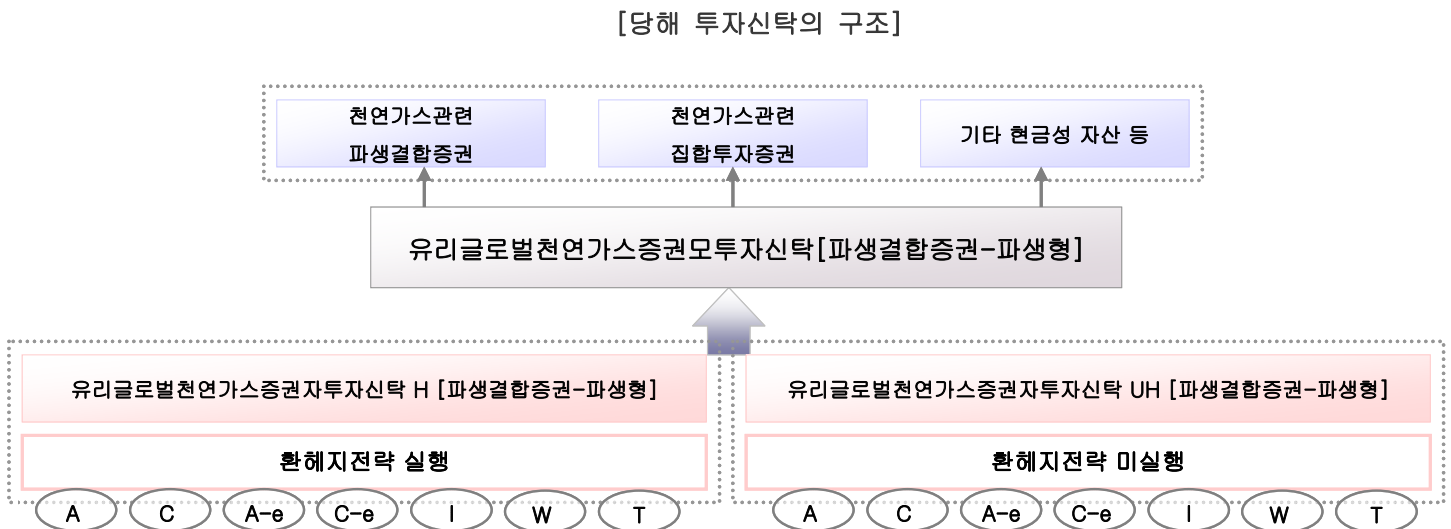 [당해 투자신탁의 구조]
천연가스관련
파생결합증권
천연가스관련
집합투자증권
기타 현금성 자산 등
유리글로벌천연가스증권모투자신탁[파생결합증권-파생형]
유리글로벌천연가스증권자투자신탁 H [파생결합증권-파생형]
환헤지전략 실행
A C A-e C-e I W T
유리글로벌천연가스증권자투자신탁 UH [파생결합증권-파생형]
환헤지전략 미실행
A C A-e C-e I W T